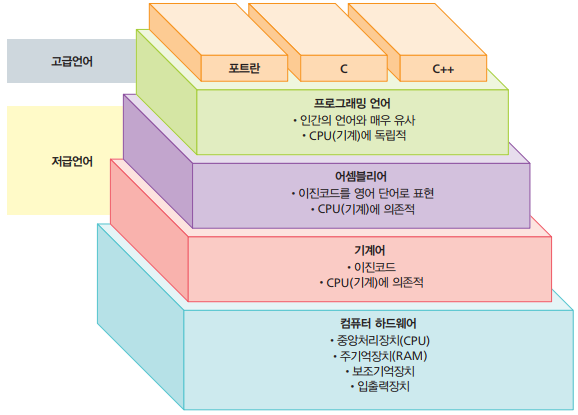 고급언어
포트란
C
C++
프로그래밍 언어
• 인간의 언어와 매우 유사
• CPU(기계)에 독립적
저급언어
어셈블리어
• 이진코드를 영어 단어로 표현
• CPU(기계)에 의존적
기계어
• 이진코드
• CPU(기계)에 의존적
컴퓨터 하드웨어
• 중앙처리장치(CPU)
• 주기억장치(RAM)
• 보조기억장치
• 입출력장치